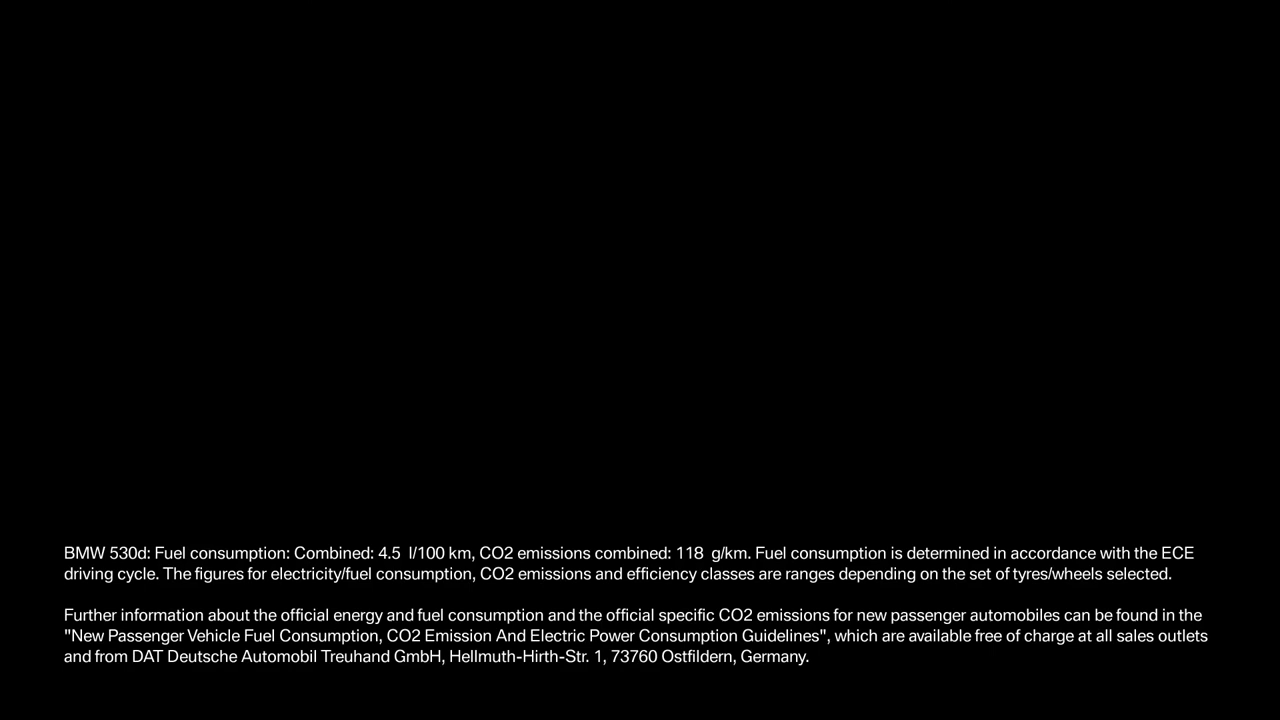 BMW 530d: Fuel consumption: Combined: 4.5  l/100 km, CO2 emissions combined: 118  g/km. Fuel consumption is determined in accordance with the ECE
driving cycle. The figures for electricity/fuel consumption, CO2 emissions and efficiency classes are ranges depending on the set of tyres/wheels selected.
Further information about the official energy and fuel consumption and the official specific CO2 emissions for new passenger automobiles can be found in the
"New Passenger Vehicle Fuel Consumption, CO2 Emission And Electric Power Consumption Guidelines", which are available free of charge at all sales outlets
and from DAT Deutsche Automobil Treuhand GmbH, Hellmuth-Hirth-Str. 1, 73760 Ostfildern, Germany.